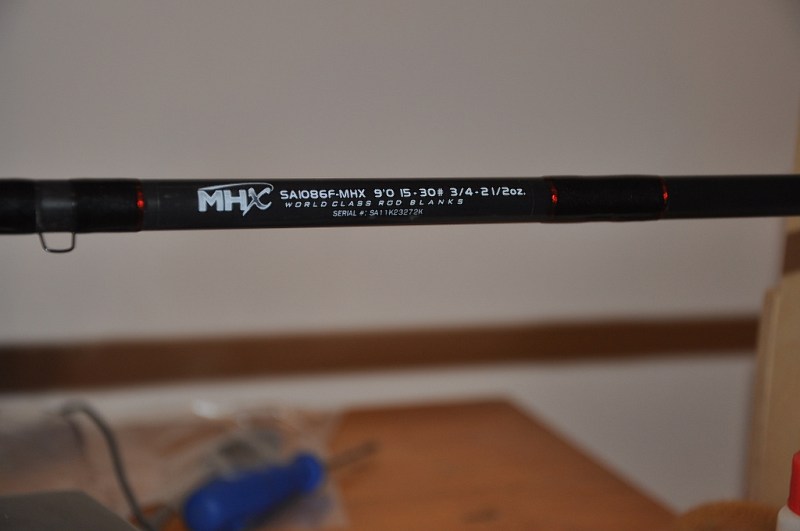 MHX SA1086F-MHX 9'0 15-30# 3/4-2 1/2oz.
WORLD CLASS ROD BLANKS
SERIAL #: SA11K23272K